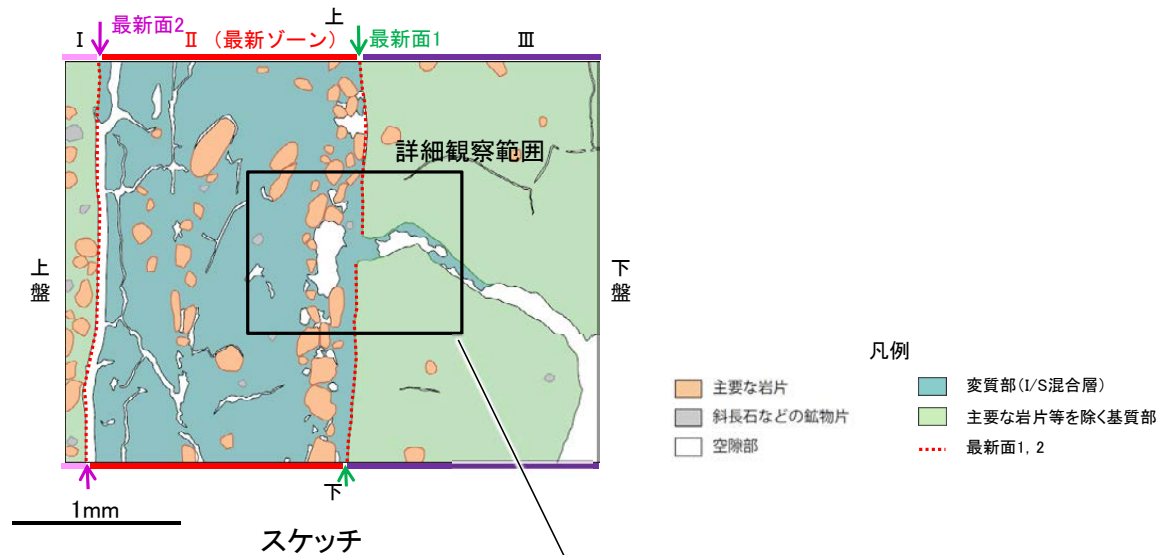 上
Ⅰ
最新面2
Ⅱ (最新ゾーン)
最新面1
Ⅲ
詳細観察範囲
上盤
下盤
下
1mm
スケッチ
凡例
主要な岩片
斜長石などの鉱物片
空隙部
変質部(I/S混合層)
主要な岩片等を除く基質部
最新面1, 2